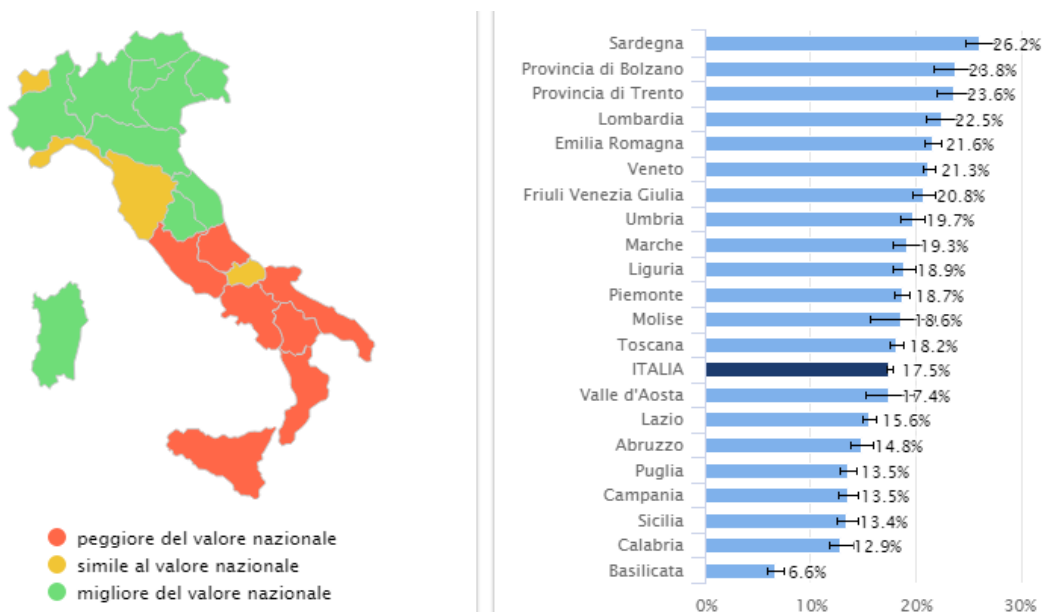 peggiore del valore nazionale
simile al valore nazionale
migliore del valore nazionale
Sardegna 26.2%
Provincia di Bolzano 23.8%
Provincia di Trento 23.6%
Lombardia 22.5%
Emilia Romagna 21.6%
Veneto 21.3%
Friuli Venezia Giulia 20.8%
Umbria 19.7%
Marche 19.3%
Liguria 18.9%
Piemonte 18.7%
Molise 18.6%
Toscana 18.2%
ITALIA 17.5%
Valle d'Aosta 17.4%
Lazio 15.6%
Abruzzo 14.8%
Puglia 13.5%
Campania 13.5%
Sicilia 13.4%
Calabria 12.9%
Basilicata 6.6%
0% 10% 20% 30%